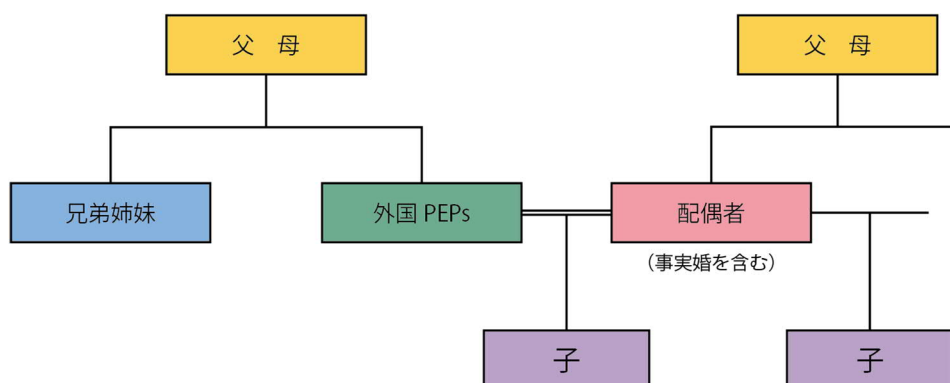 父　母
父　母
兄弟姉妹
外国 PEPs
配偶者
（事実婚を含む）
子
子